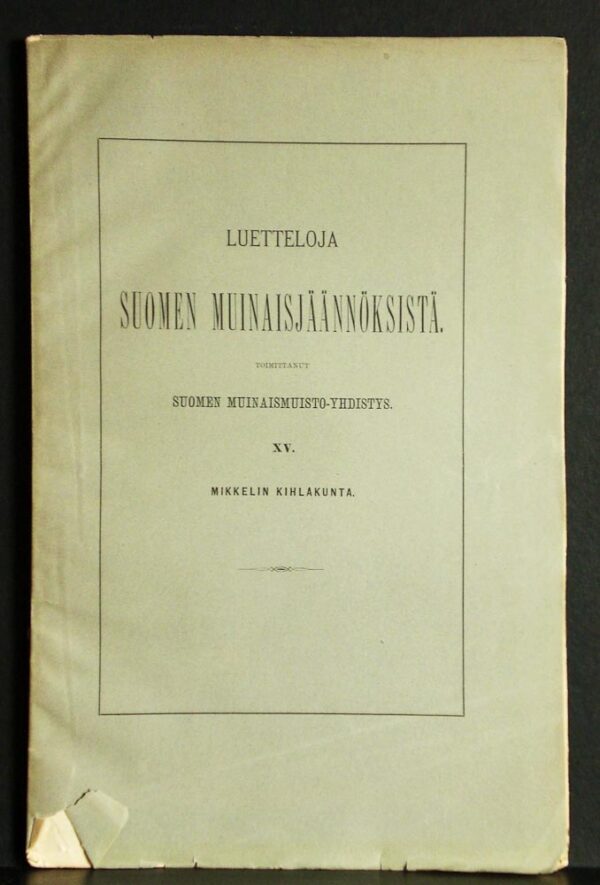 LUETTELOJA
SUOMEN MUINAISJÄÄNNÖKSISTÄ.
TOIMITTANUT
SUOMEN MUINAISMUISTO-YHDISTYS.
XV.
MIKKELIN KIHLAKUNTA.